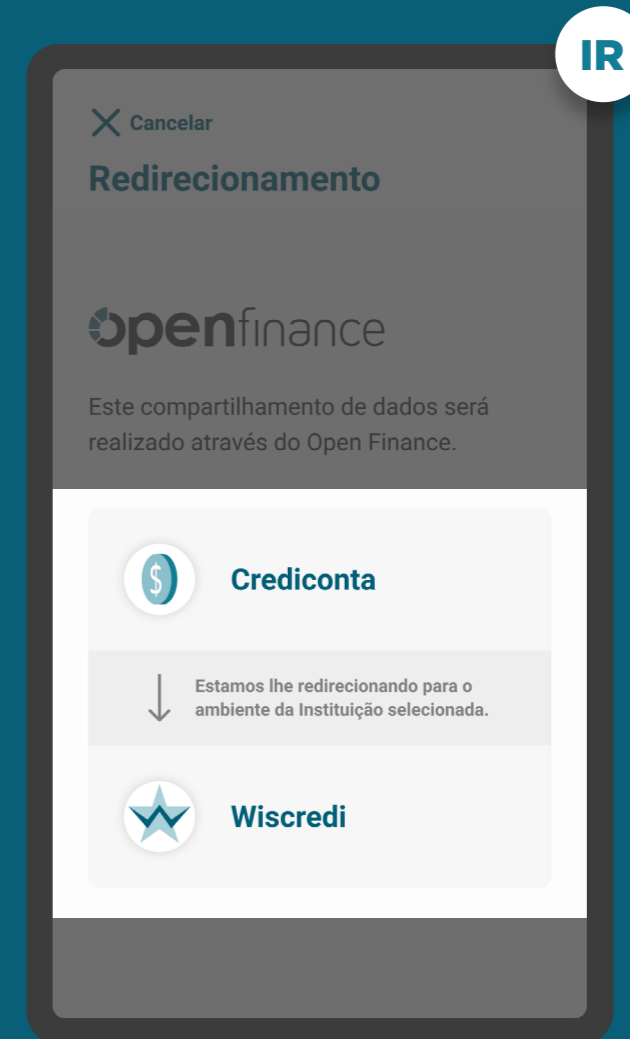 IR
Cancelar
Redirecionamento
openfinance
Este compartilhamento de dados será
realizado através do Open Finance.
$
Crediconta
Estamos lhe redirecionando para o
ambiente da Instituição selecionada.
Wiscredi